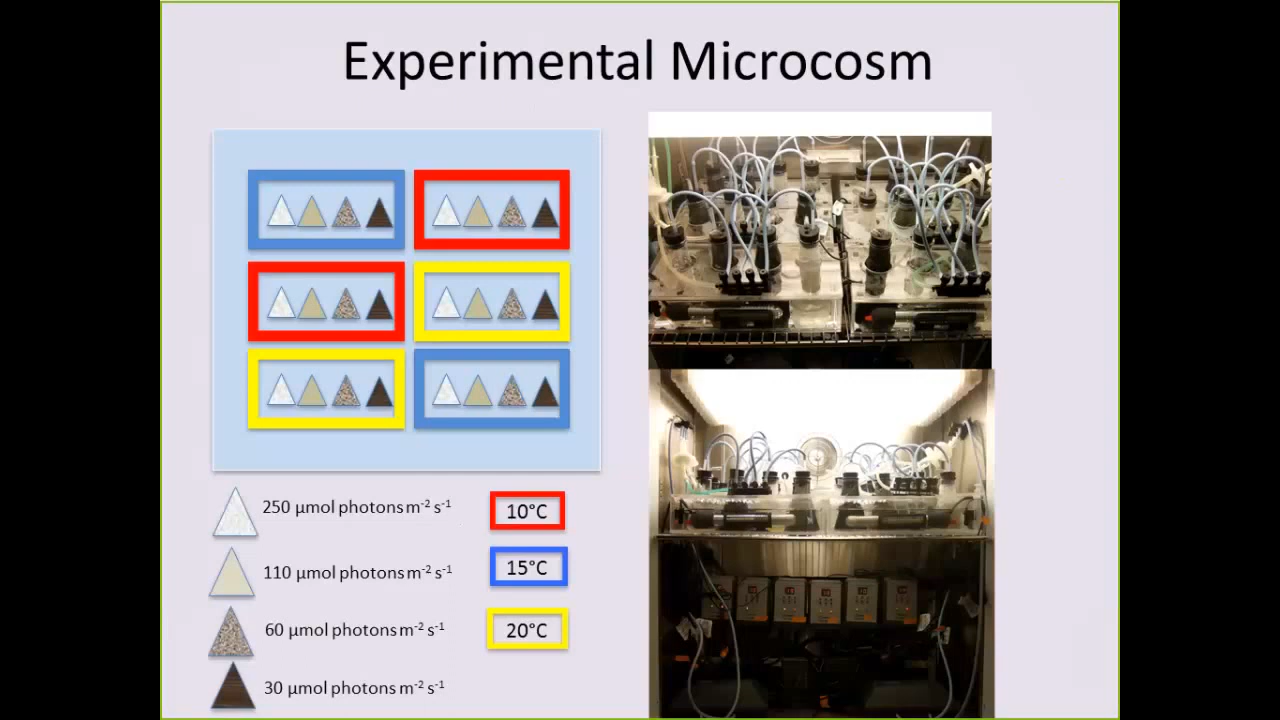 Experimental Microcosm
250 µmol photons m⁻² s⁻¹
10°C
110 µmol photons m⁻² s⁻¹
15°C
60 µmol photons m⁻² s⁻¹
20°C
30 µmol photons m⁻² s⁻¹